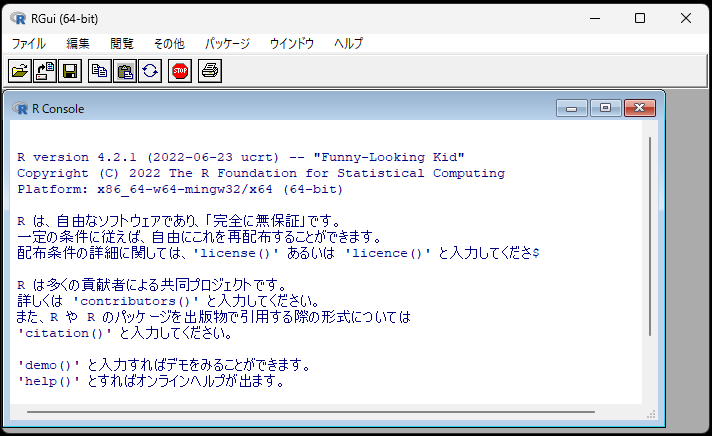 RGui (64-bit)
ファイル 編集 閲覧 その他 パッケージ ウインドウ ヘルプ
STOP
R Console
R version 4.2.1 (2022-06-23 ucrt) -- "Funny-Looking Kid"
Copyright (C) 2022 The R Foundation for Statistical Computing
Platform: x86_64-w64-mingw32/x64 (64-bit)
R は、自由なソフトウェアであり、「完全に無保証」です。
一定の条件に従えば、自由にこれを再配布することができます。
配布条件の詳細に関しては、'license()' あるいは 'licence()' と入力してくださ$
R は多くの貢献者による共同プロジェクトです。
詳しくは 'contributors()' と入力してください。
また、R や R のパッケージを出版物で引用する際の形式については
'citation()' と入力してください。
'demo()' と入力すればデモをみることができます。
'help()' とすればオンラインヘルプが出ます。